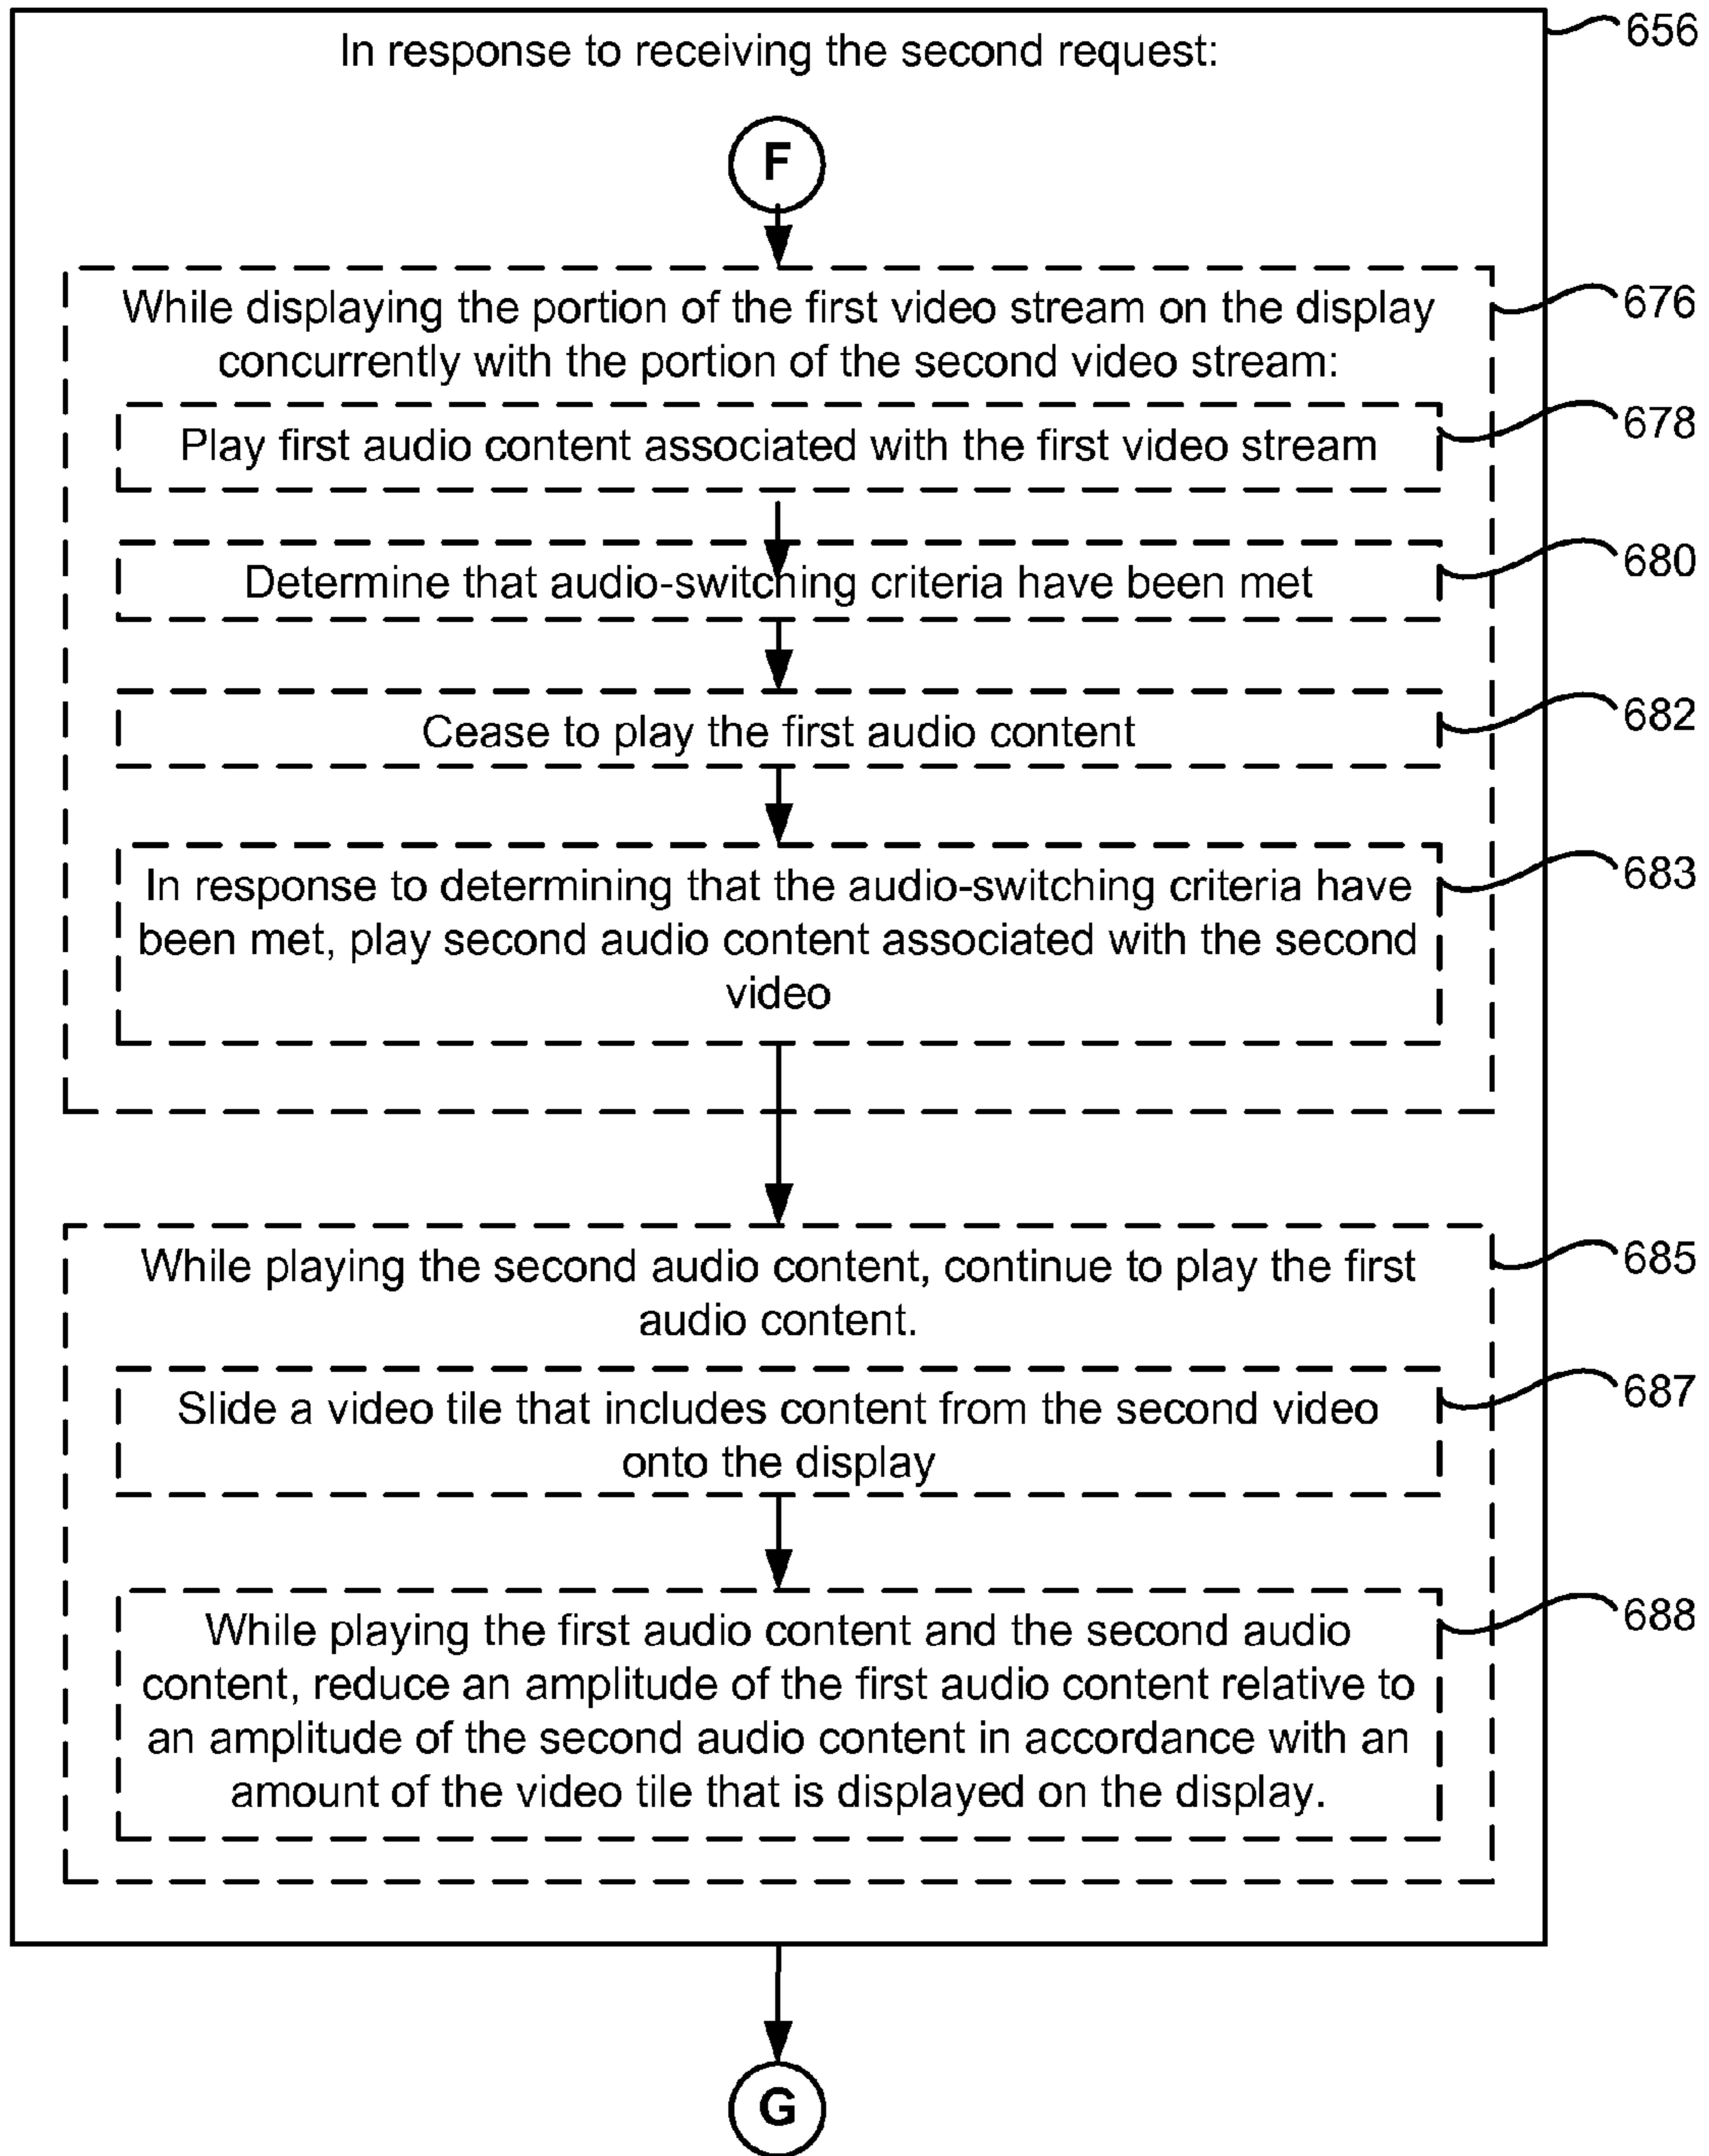 In response to receiving the second request:
656
F
While displaying the portion of the first video stream on the display
concurrently with the portion of the second video stream:
676
Play first audio content associated with the first video stream
678
Determine that audio-switching criteria have been met
680
Cease to play the first audio content
682
In response to determining that the audio-switching criteria have
been met, play second audio content associated with the second
video
683
While playing the second audio content, continue to play the first
audio content.
685
Slide a video tile that includes content from the second video
onto the display
687
While playing the first audio content and the second audio
content, reduce an amplitude of the first audio content relative to
an amplitude of the second audio content in accordance with an
amount of the video tile that is displayed on the display.
688
G